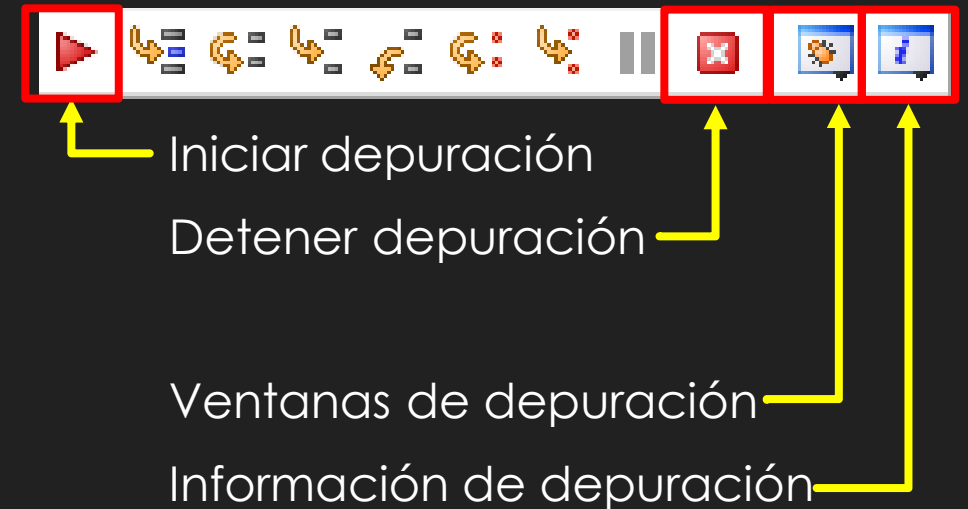 Iniciar depuración
Detener depuración
Ventanas de depuración
Información de depuración